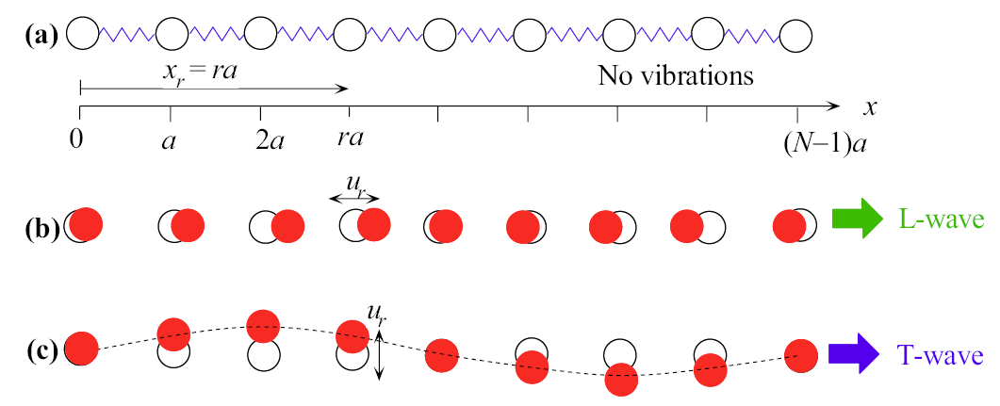 (a)
x_r = ra
No vibrations
x
0 a 2a ra (N–1)a
u_r
(b) L-wave
u_r
(c) T-wave